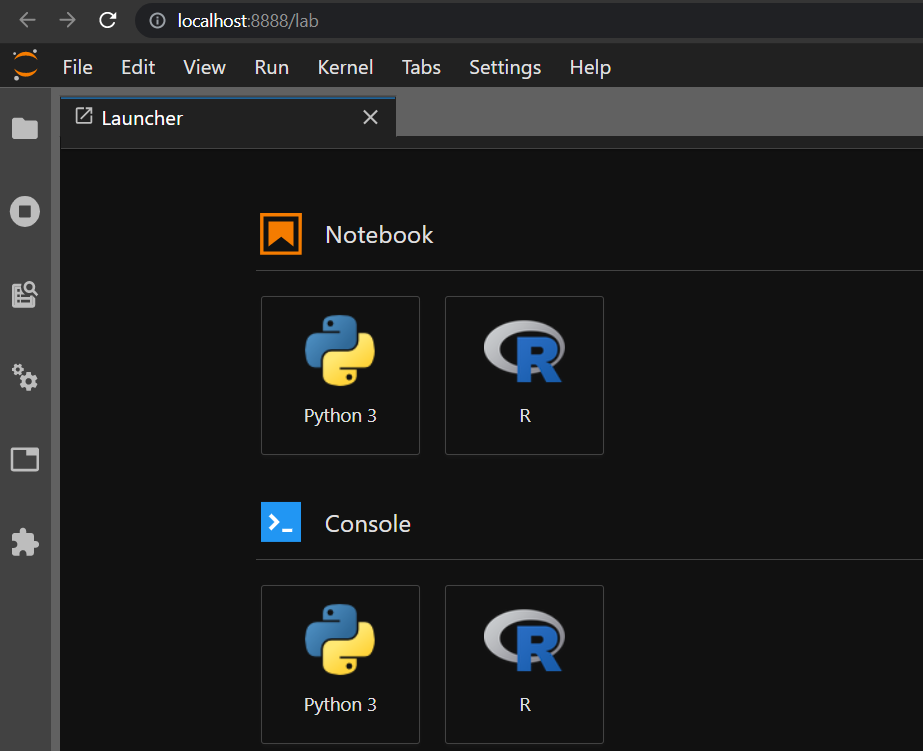 localhost:8888/lab
File Edit View Run Kernel Tabs Settings Help
Launcher
Notebook
Python 3 R
Console
Python 3 R